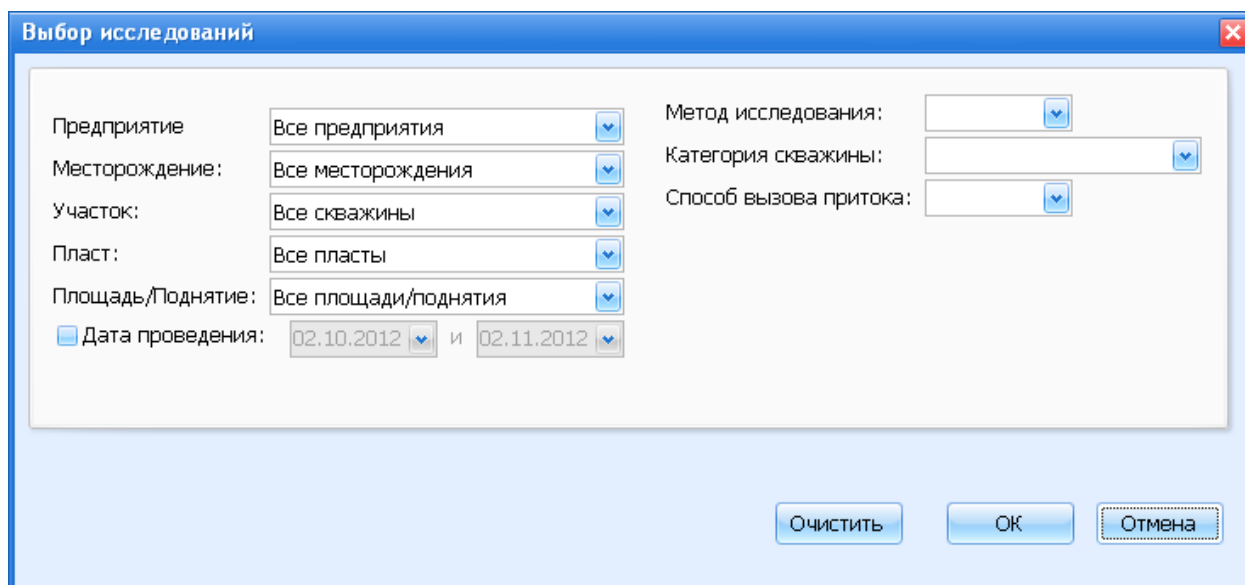 Выбор исследований
Предприятие Все предприятия
Месторождение: Все месторождения
Участок: Все скважины
Пласт: Все пласты
Площадь/Поднятие: Все площади/поднятия
Дата проведения: 02.10.2012 и 02.11.2012
Метод исследования:
Категория скважины:
Способ вызова притока:
Очистить ОК Отмена